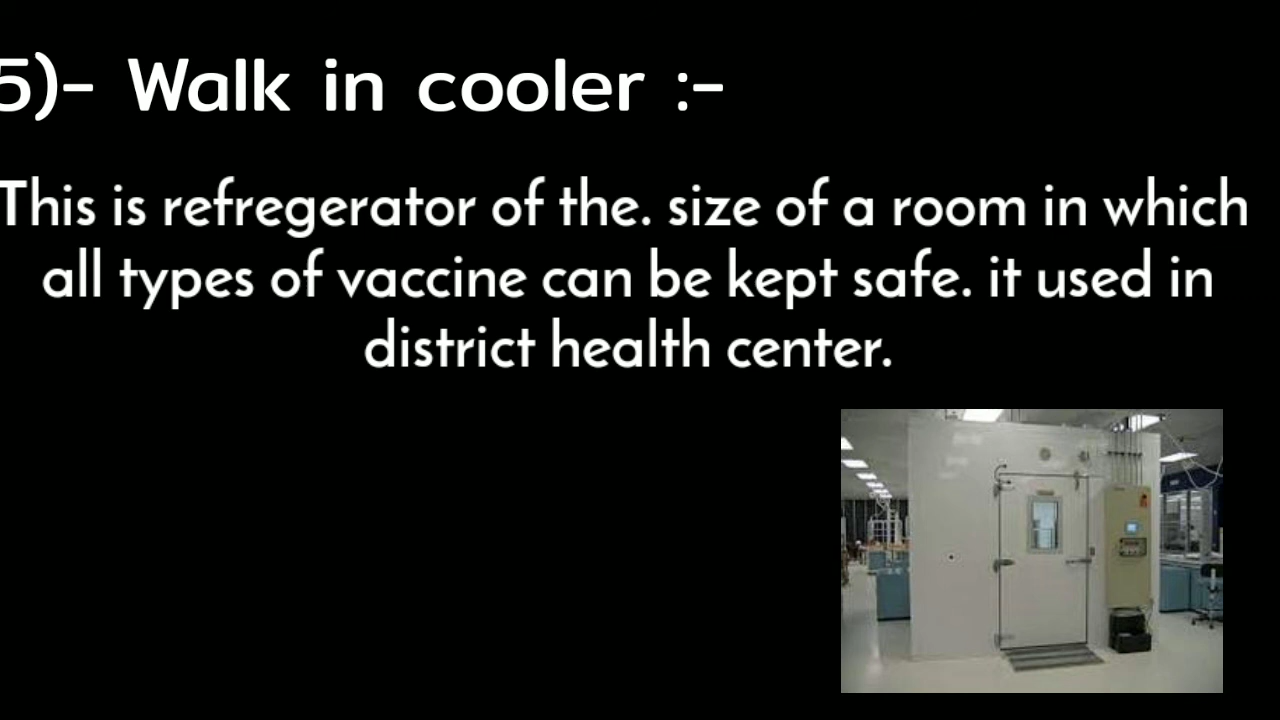 5)- Walk in cooler :-
This is refregerator of the. size of a room in which
all types of vaccine can be kept safe. it used in
district health center.